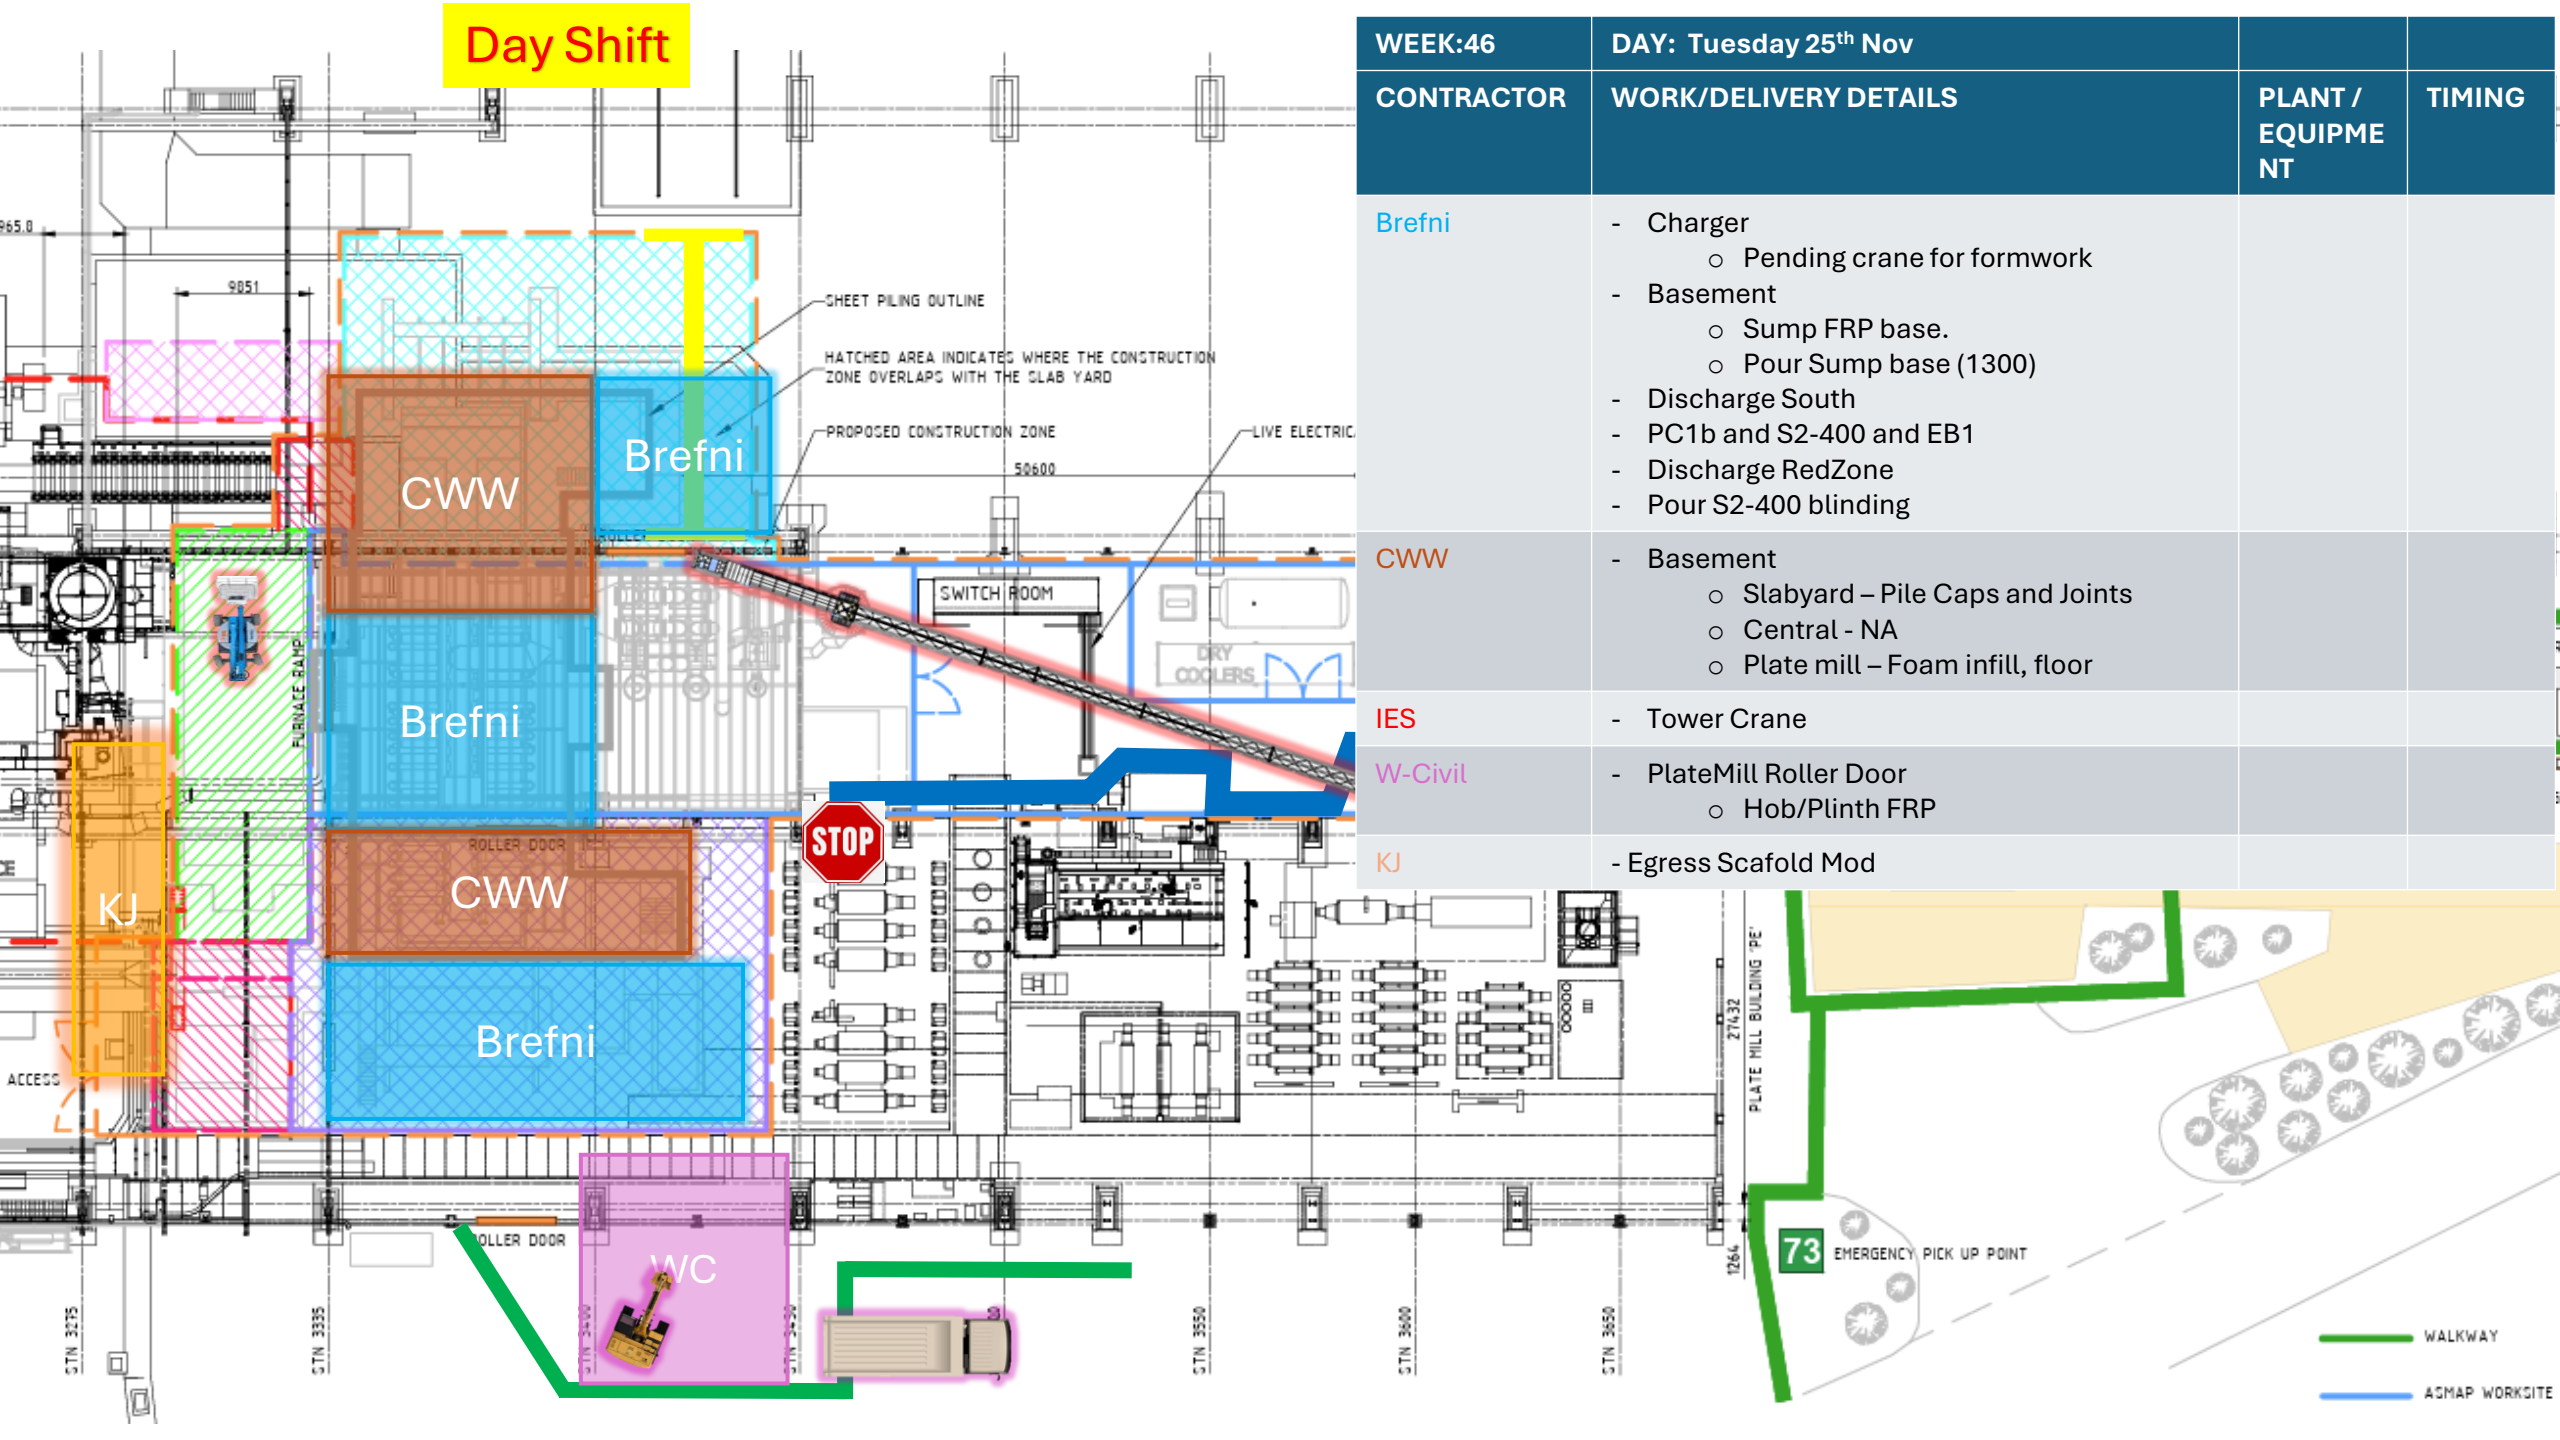 Day Shift
WEEK:46
DAY: Tuesday 25th Nov
CONTRACTOR
WORK/DELIVERY DETAILS
PLANT /
EQUIPME
NT
TIMING
Brefni
- Charger
o Pending crane for formwork
- Basement
o Sump FRP base.
o Pour Sump base (1300)
- Discharge South
- PC1b and S2-400 and EB1
- Discharge RedZone
- Pour S2-400 blinding
CWW
- Basement
o Slabyard – Pile Caps and Joints
o Central - NA
o Plate mill – Foam infill, floor
IES
- Tower Crane
W-Civil
- PlateMill Roller Door
o Hob/Plinth FRP
KJ
- Egress Scafold Mod
965.0
9851
SHEET PILING OUTLINE
HATCHED AREA INDICATES WHERE THE CONSTRUCTION
ZONE OVERLAPS WITH THE SLAB YARD
PROPOSED CONSTRUCTION ZONE
LIVE ELECTRIC
50600
CWW
Brefni
SWITCH ROOM
DRY
COOLERS
FURNACE RAMP
Brefni
STOP
ROLLER DOOR
CWW
KJ
Brefni
ACCESS
PLATE MILL BUILDING 'PE'
27432
1264
ROLLER DOOR
WC
73
EMERGENCY PICK UP POINT
STN 3275
STN 3335
STN 3550
STN 3600
STN 3650
WALKWAY
ASMAP WORKSITE